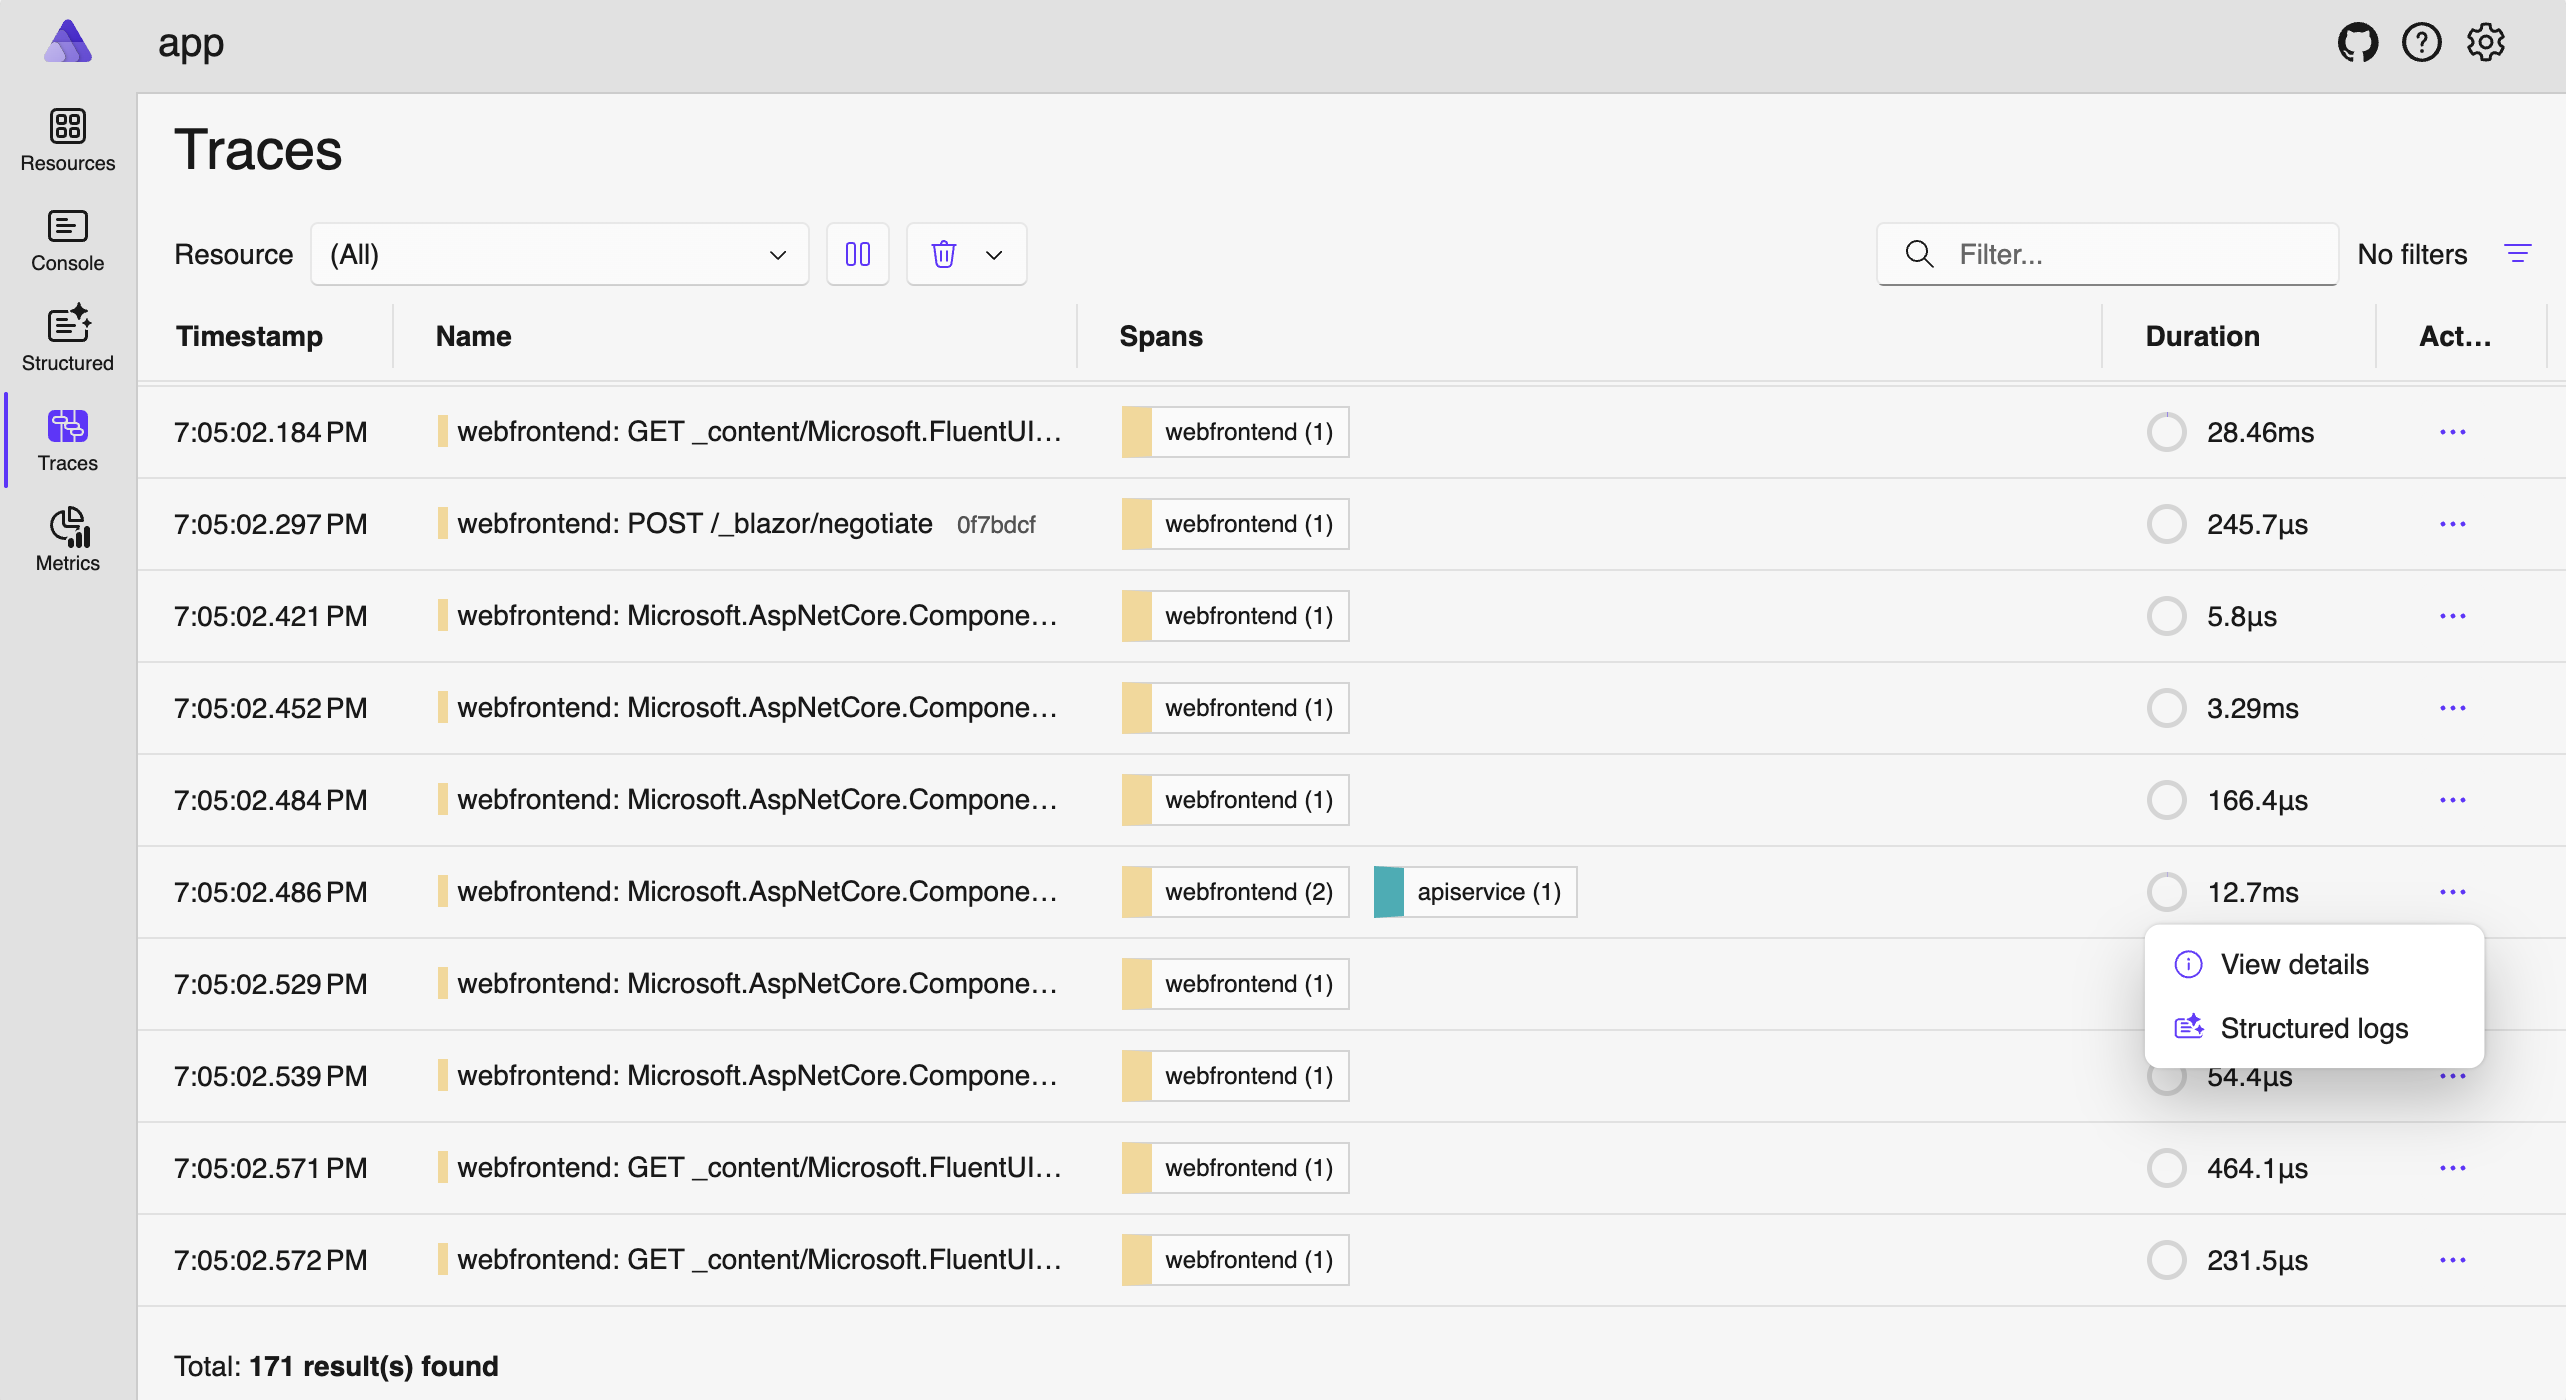 app
Resources
Console
Structured
Traces
Metrics
Traces
Resource (All) Filter... No filters
Timestamp Name Spans Duration Act...
7:05:02.184 PM webfrontend: GET _content/Microsoft.FluentUI... webfrontend (1) 28.46ms
7:05:02.297 PM webfrontend: POST /_blazor/negotiate 0f7bdcf webfrontend (1) 245.7µs
7:05:02.421 PM webfrontend: Microsoft.AspNetCore.Compone... webfrontend (1) 5.8µs
7:05:02.452 PM webfrontend: Microsoft.AspNetCore.Compone... webfrontend (1) 3.29ms
7:05:02.484 PM webfrontend: Microsoft.AspNetCore.Compone... webfrontend (1) 166.4µs
7:05:02.486 PM webfrontend: Microsoft.AspNetCore.Compone... webfrontend (2) apiservice (1) 12.7ms
View details
7:05:02.529 PM webfrontend: Microsoft.AspNetCore.Compone... webfrontend (1)
Structured logs
7:05:02.539 PM webfrontend: Microsoft.AspNetCore.Compone... webfrontend (1) 54.4µs
7:05:02.571 PM webfrontend: GET _content/Microsoft.FluentUI... webfrontend (1) 464.1µs
7:05:02.572 PM webfrontend: GET _content/Microsoft.FluentUI... webfrontend (1) 231.5µs
Total: 171 result(s) found